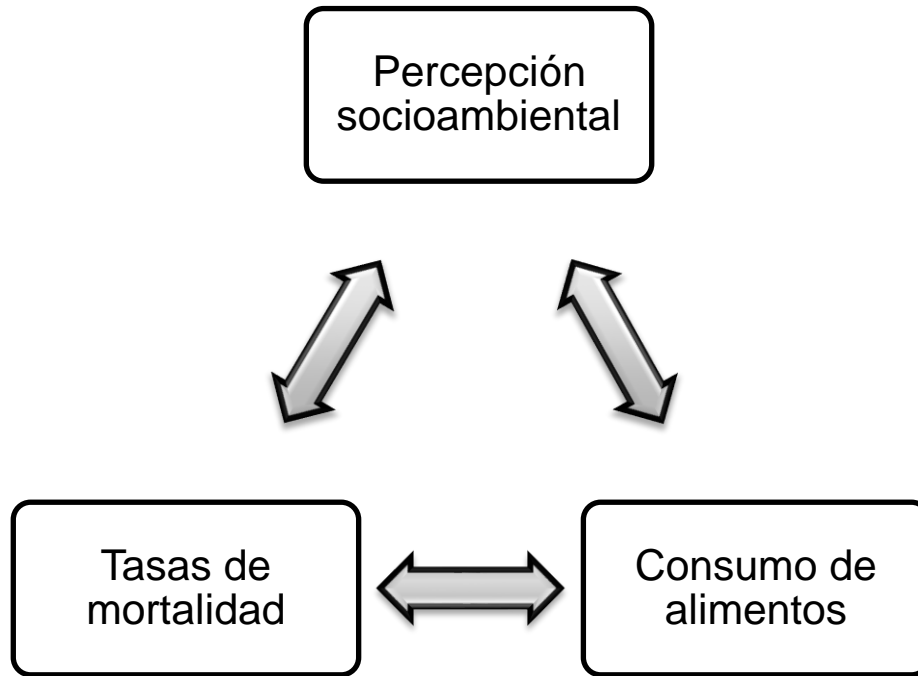 Percepción
socioambiental
Tasas de
mortalidad
Consumo de
alimentos